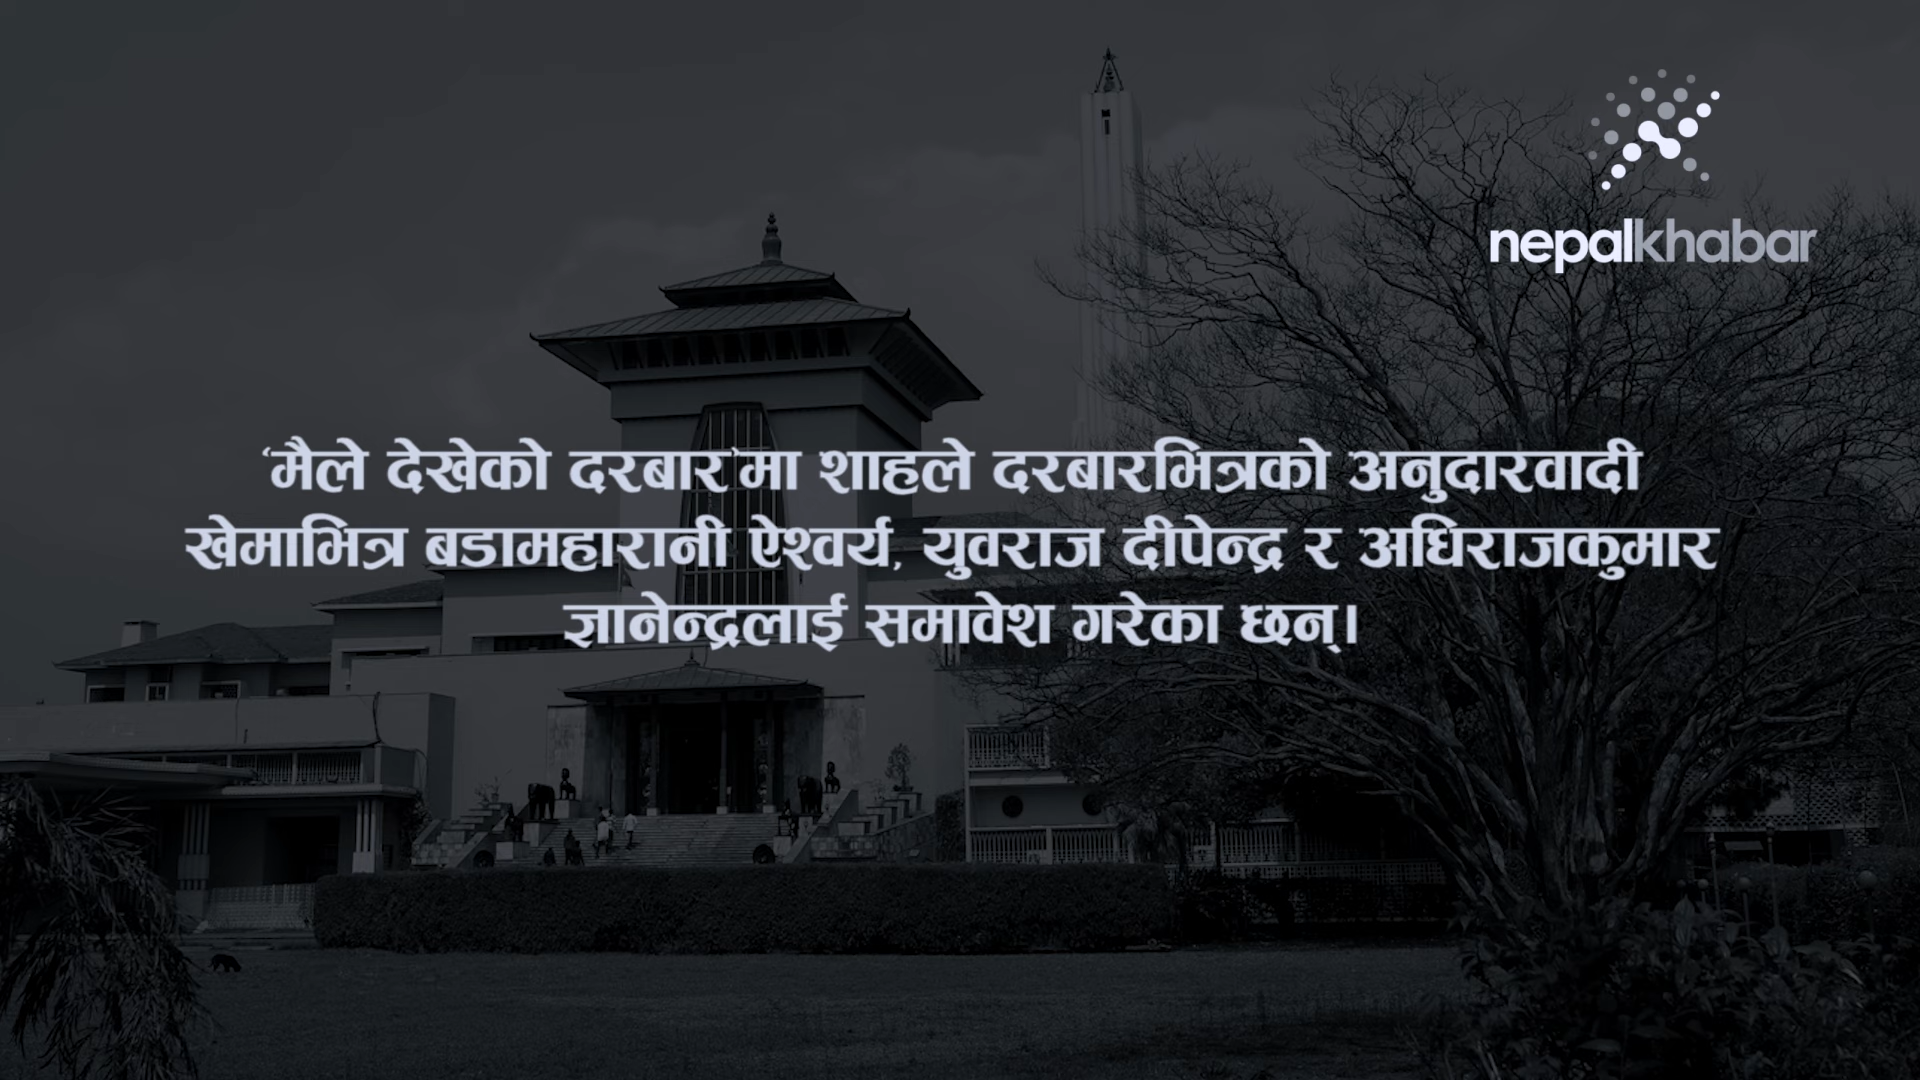 nepalkhabar
‘मैले देखेको दरबार’मा शाहले दरबारभित्रको अनुदारवादी
खेमाभित्र बडामहारानी ऐश्वर्य, युवराज दीपेन्द्र र अधिराजकुमार
ज्ञानेन्द्रलाई समावेश गरेका छन्।